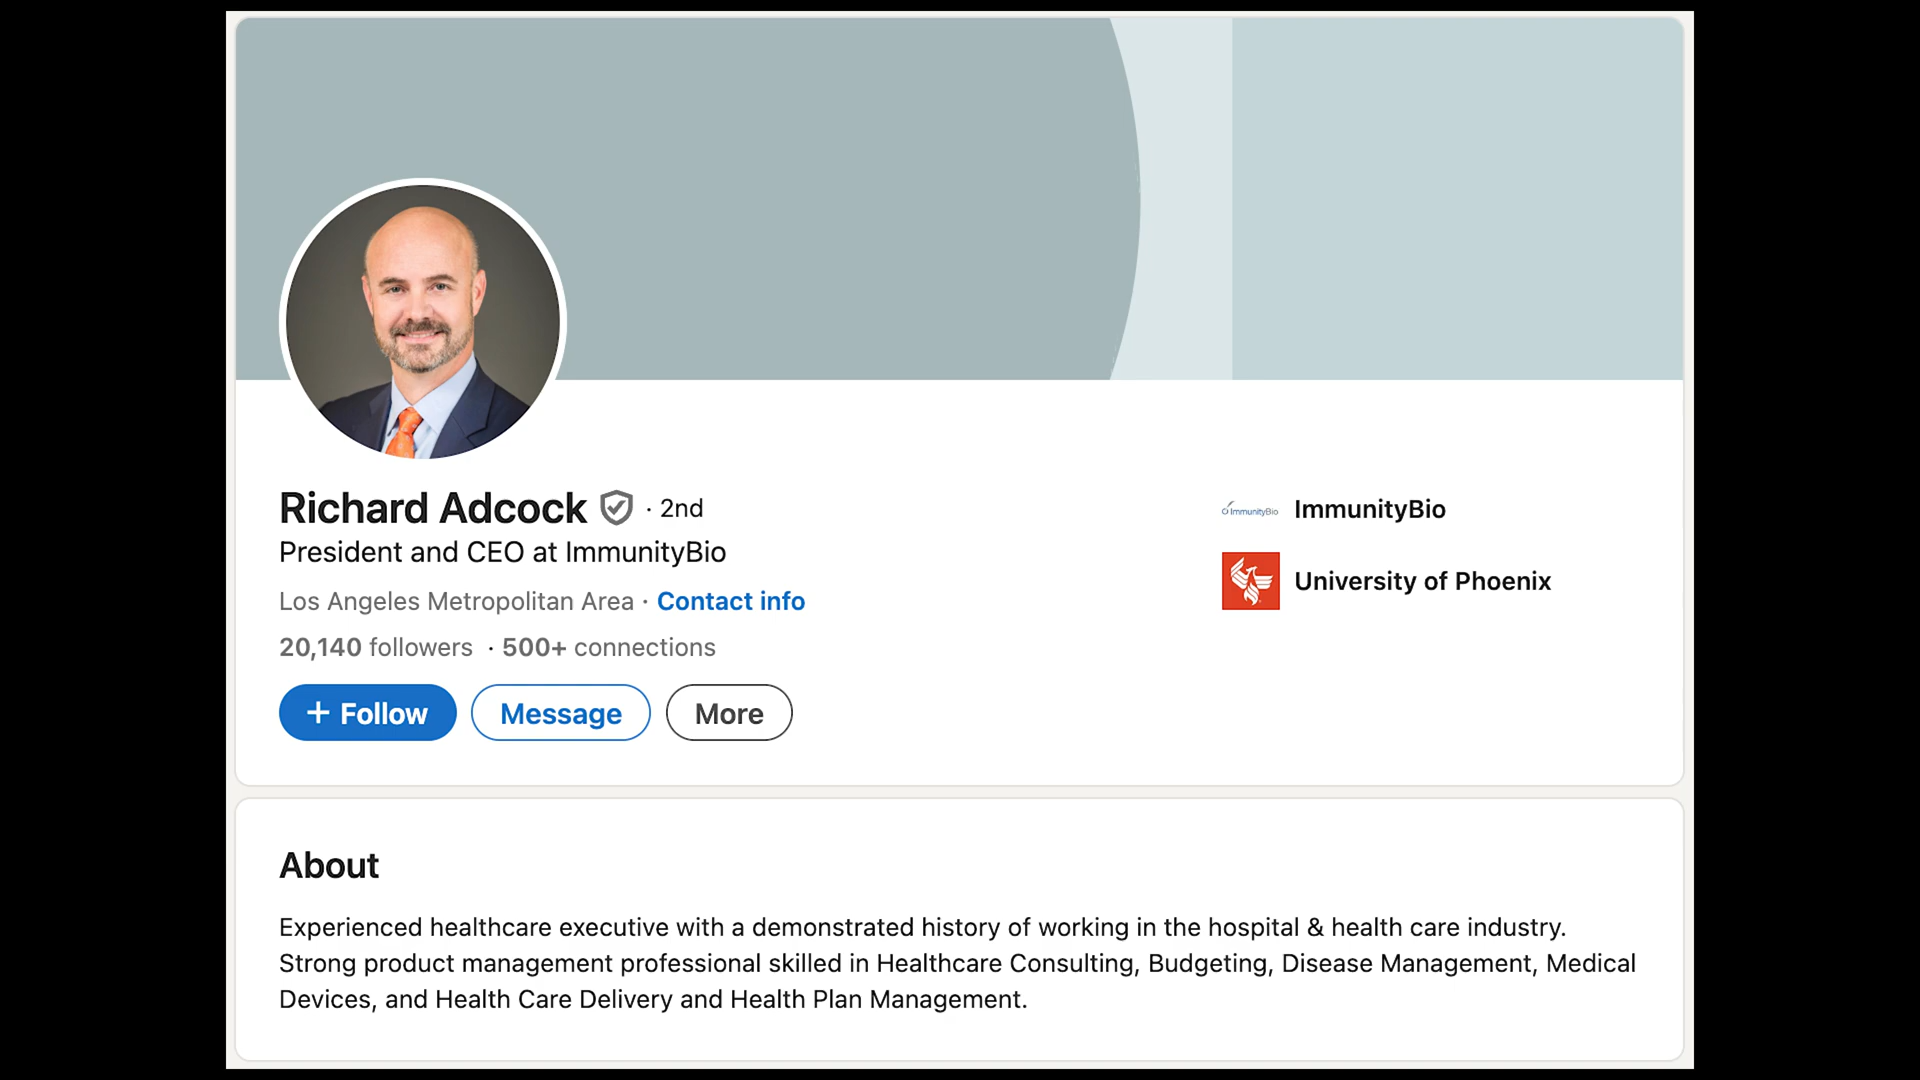 Richard Adcock · 2nd
President and CEO at ImmunityBio
Los Angeles Metropolitan Area · Contact info
20,140 followers · 500+ connections
+ Follow
Message
More
ImmunityBio
ImmunityBio
University of Phoenix
About
Experienced healthcare executive with a demonstrated history of working in the hospital & health care industry.
Strong product management professional skilled in Healthcare Consulting, Budgeting, Disease Management, Medical
Devices, and Health Care Delivery and Health Plan Management.